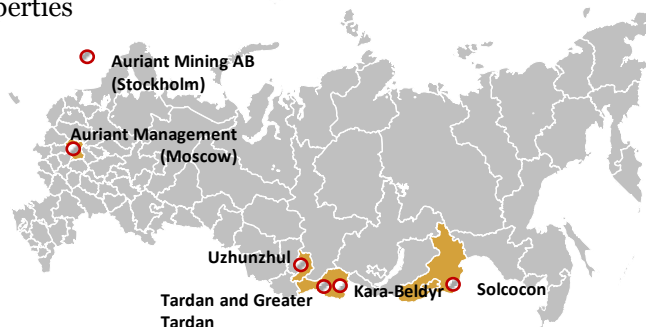 perties
Auriant Mining AB
(Stockholm)
Auriant Management
(Moscow)
Uzhunzhul
Kara-Beldyr
Solcocon
Tardan and Greater
Tardan